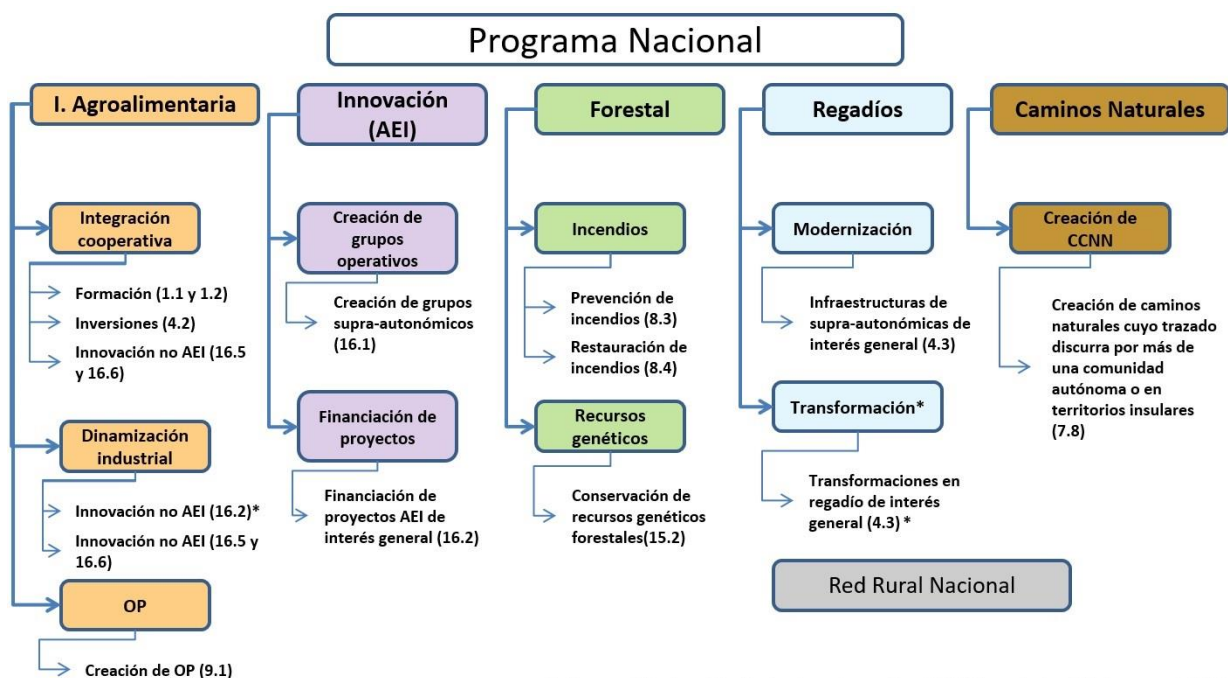 Programa Nacional
I. Agroalimentaria
Integración
cooperativa
Formación (1.1 y 1.2)
Inversiones (4.2)
Innovación no AEI (16.5
y 16.6)
Dinamización
industrial
Innovación no AEI (16.2)*
Innovación no AEI (16.5 y
16.6)
OP
Creación de OP (9.1)
Innovación
(AEI)
Creación de
grupos
operativos
Creación de grupos
supra-autonómicos
(16.1)
Financiación de
proyectos
Financiación de
proyectos AEI de
interés general (16.2)
Forestal
Incendios
Prevención de
incendios (8.3)
Restauración de
incendios (8.4)
Recursos
genéticos
Conservación de
recursos genéticos
forestales(15.2)
Regadíos
Modernización
Infraestructuras de
supra-autonómicas de
interés general (4.3)
Transformación*
Transformaciones en
regadío de interés
general (4.3) *
Caminos Naturales
Creación de
CCNN
Creación de caminos
naturales cuyo trazado
discurra por más de
una comunidad
autónoma o en
territorios insulares
(7.8)
Red Rural Nacional